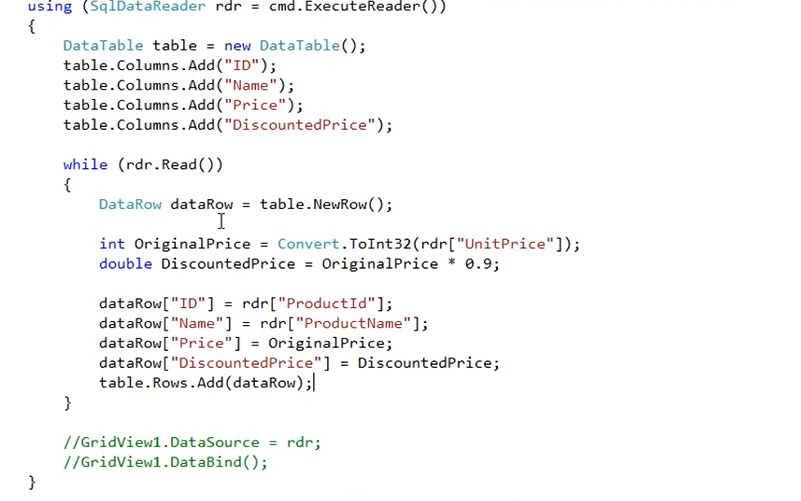 using (SqlDataReader rdr = cmd.ExecuteReader())
{
DataTable table = new DataTable();
table.Columns.Add("ID");
table.Columns.Add("Name");
table.Columns.Add("Price");
table.Columns.Add("DiscountedPrice");
while (rdr.Read())
{
DataRow dataRow = table.NewRow();
int OriginalPrice = Convert.ToInt32(rdr["UnitPrice"]);
double DiscountedPrice = OriginalPrice * 0.9;
dataRow["ID"] = rdr["ProductId"];
dataRow["Name"] = rdr["ProductName"];
dataRow["Price"] = OriginalPrice;
dataRow["DiscountedPrice"] = DiscountedPrice;
table.Rows.Add(dataRow);
}
//GridView1.DataSource = rdr;
//GridView1.DataBind();
}